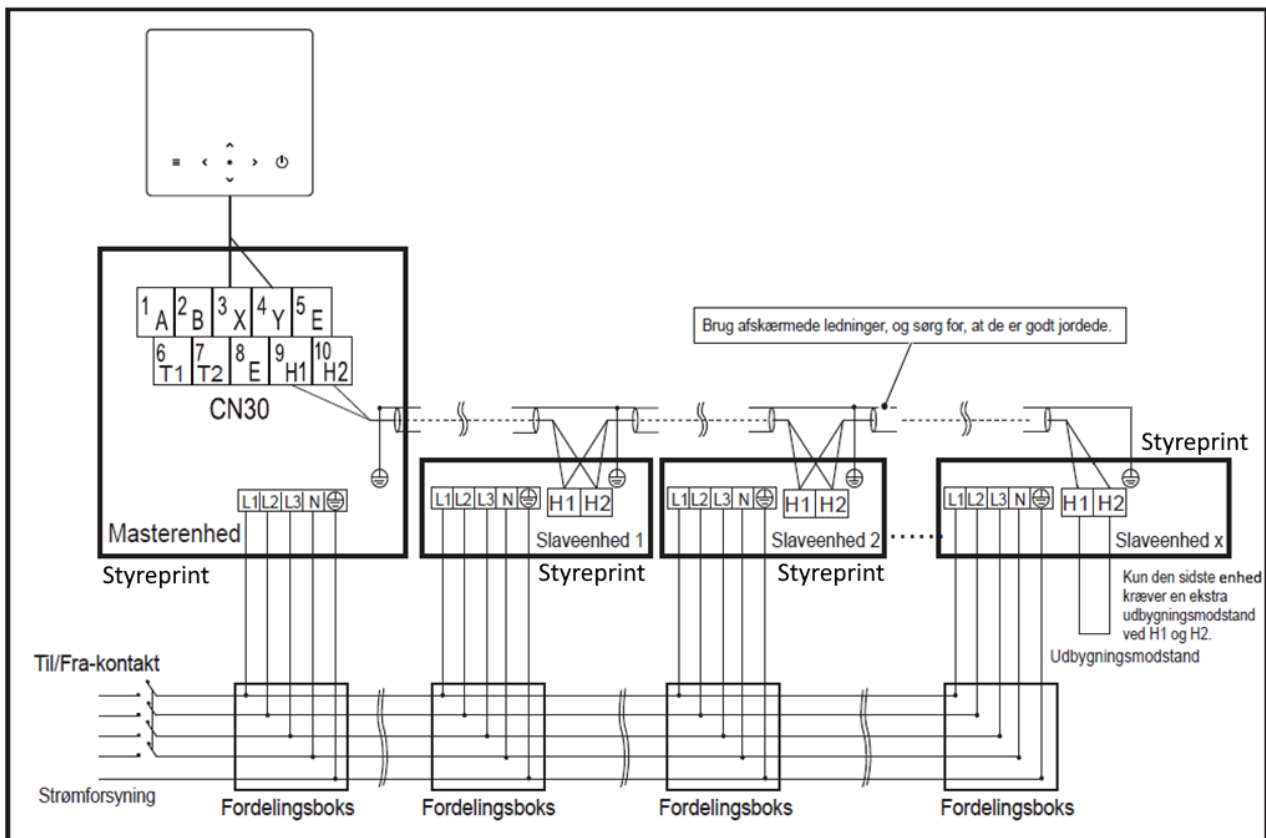 1 A 2 B 3 X 4 Y 5 E
6 T1 7 T2 8 E 9 H1 10 H2
CN30
Brug afskærmede ledninger, og sørg for, at de er godt jordede.
L1 L2 L3 N
Masterenhed
Styreprint
L1 L2 L3 N
H1 H2
Slaveenhed 1
Styreprint
L1 L2 L3 N
H1 H2
Slaveenhed 2
Styreprint
Styreprint
L1 L2 L3 N
H1 H2
Slaveenhed x
Kun den sidste enhed
kræver en ekstra
udbygningsmodstand
ved H1 og H2.
Udbygningsmodstand
Til/Fra-kontakt
Strømforsyning
Fordelingsboks
Fordelingsboks
Fordelingsboks
Fordelingsboks